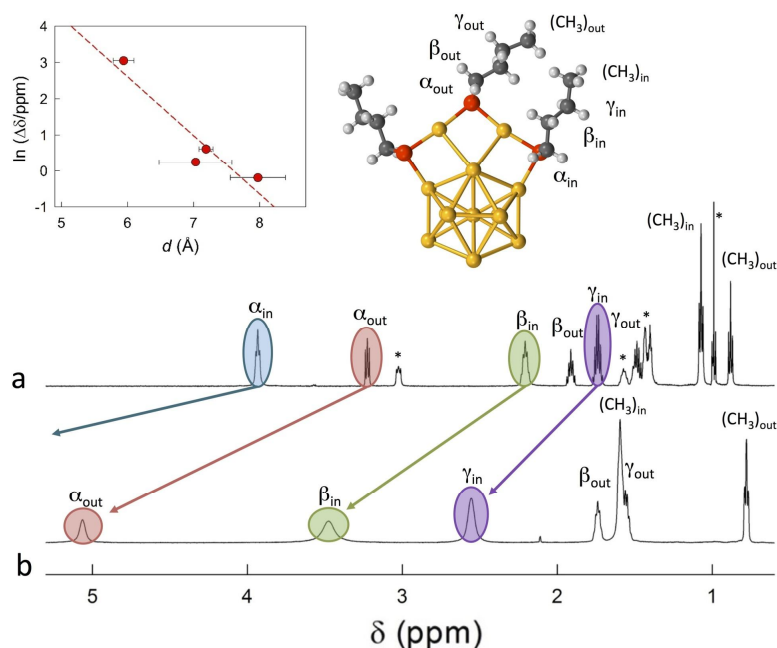 4
3
2
1
0
-1
ln (Δδ/ppm)
5 6 7 8
d (Å)
γout (CH3)out
βout
αout
(CH3)in
γin
βin
αin
a
αin
αout
*
βin
βout
γin
*
γout
*
(CH3)in
*
(CH3)out
b
αout
βin
γin
βout
(CH3)in
γout
(CH3)out
5 4 3 2 1
δ (ppm)